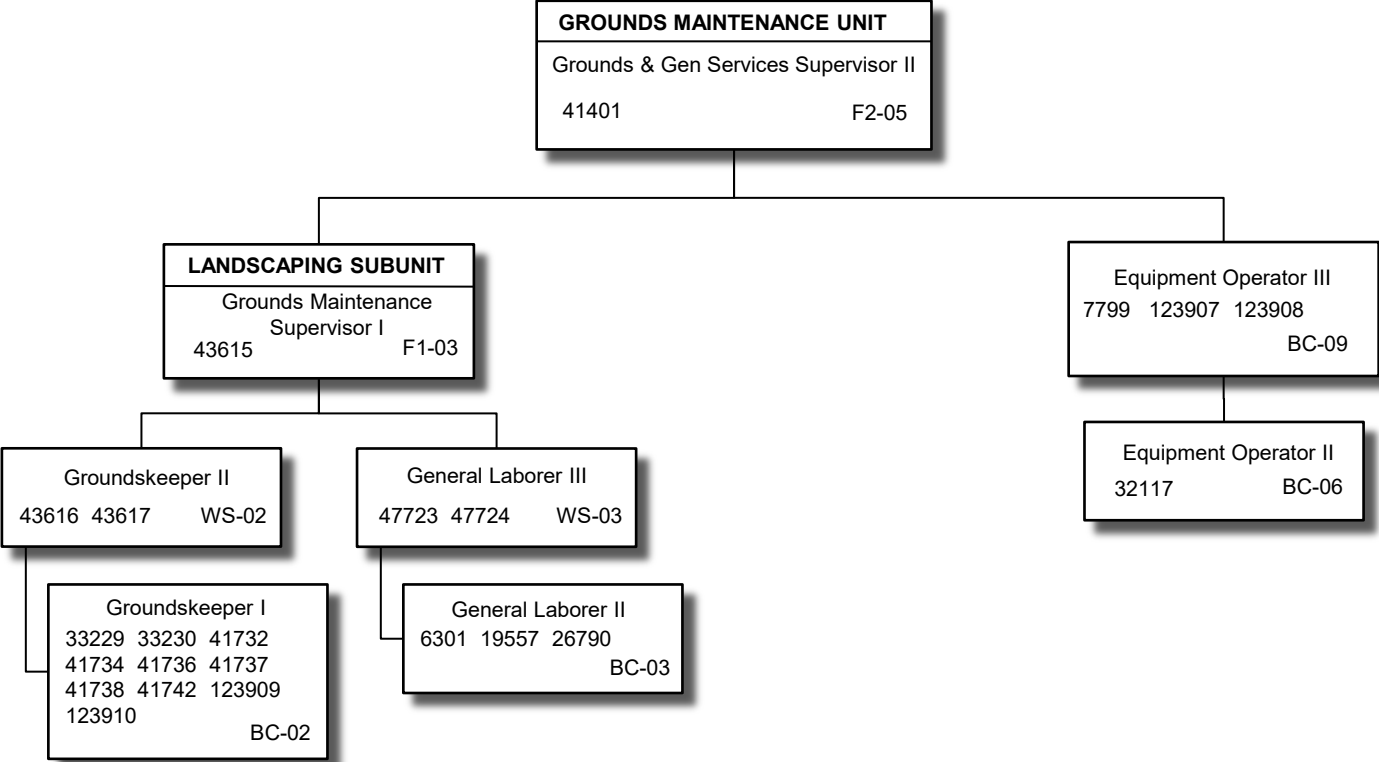 GROUNDS MAINTENANCE UNIT
Grounds & Gen Services Supervisor II
41401 F2-05
LANDSCAPING SUBUNIT
Grounds Maintenance
Supervisor I
43615 F1-03
Equipment Operator III
7799 123907 123908
BC-09
Groundskeeper II
43616 43617 WS-02
General Laborer III
47723 47724 WS-03
Equipment Operator II
32117 BC-06
Groundskeeper I
33229 33230 41732
41734 41736 41737
41738 41742 123909
123910
BC-02
General Laborer II
6301 19557 26790
BC-03